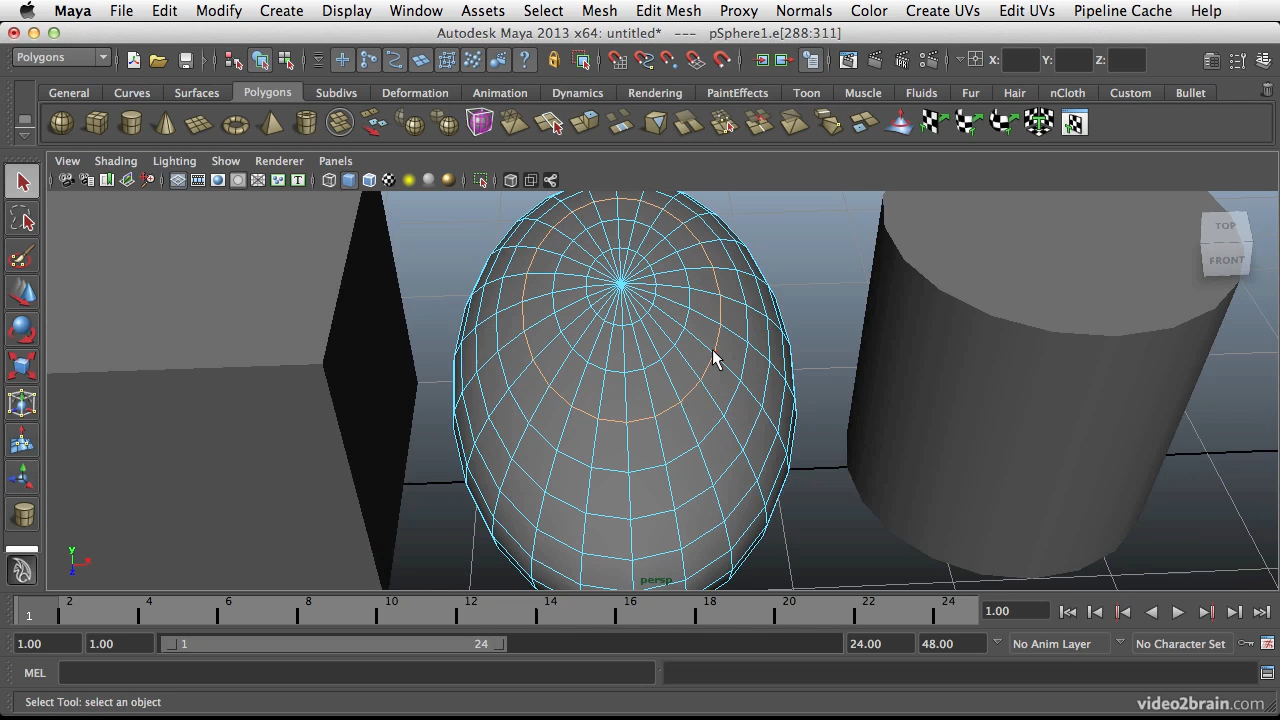 Maya File Edit Modify Create Display Window Assets Select Mesh Edit Mesh Proxy Normals Color Create UVs Edit UVs Pipeline Cache Help
Autodesk Maya 2013 x64: untitled* --- pSphere1.e[288:311]
Polygons
X: Y: Z:
General Curves Surfaces Polygons Subdivs Deformation Animation Dynamics Rendering PaintEffects Toon Muscle Fluids Fur Hair nCloth Custom Bullet
View Shading Lighting Show Renderer Panels
TOP
FRONT
y
x
z
persp
1 2 4 6 8 10 12 14 16 18 20 22 24 1.00
1.00 1.00 1 24 24.00 48.00 No Anim Layer No Character Set
MEL
Select Tool: select an object
video2brain.com